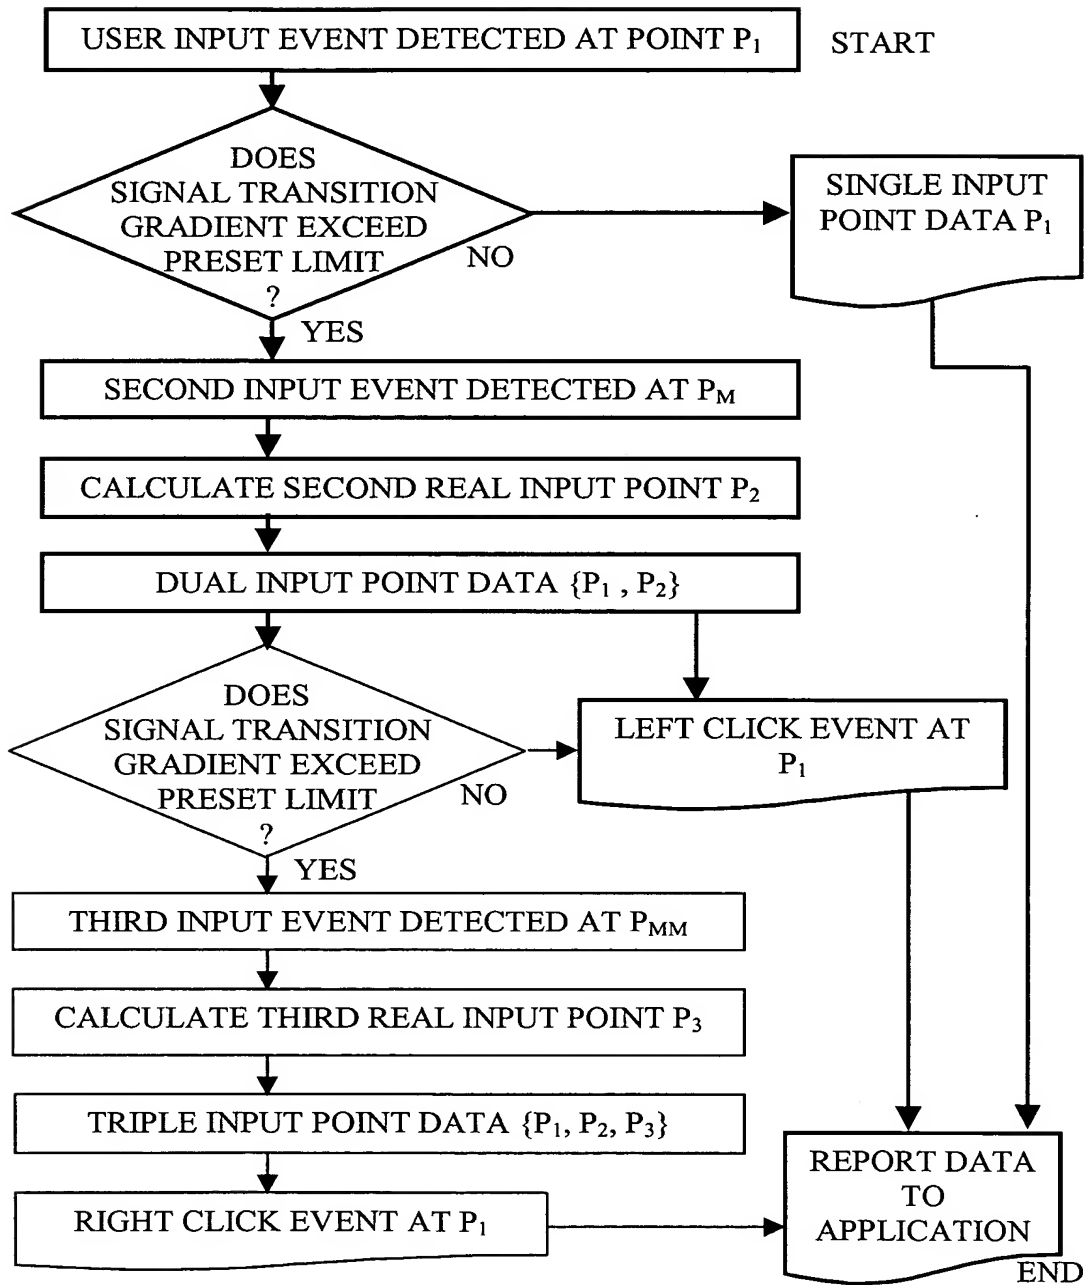 USER INPUT EVENT DETECTED AT POINT P₁
START
DOES
SIGNAL TRANSITION
GRADIENT EXCEED
PRESET LIMIT
?
NO
YES
SINGLE INPUT
POINT DATA P₁
SECOND INPUT EVENT DETECTED AT P_M
CALCULATE SECOND REAL INPUT POINT P₂
DUAL INPUT POINT DATA {P₁ , P₂}
DOES
SIGNAL TRANSITION
GRADIENT EXCEED
PRESET LIMIT
?
NO
YES
LEFT CLICK EVENT AT
P₁
THIRD INPUT EVENT DETECTED AT P_MM
CALCULATE THIRD REAL INPUT POINT P₃
TRIPLE INPUT POINT DATA {P₁, P₂, P₃}
RIGHT CLICK EVENT AT P₁
REPORT DATA
TO
APPLICATION
END